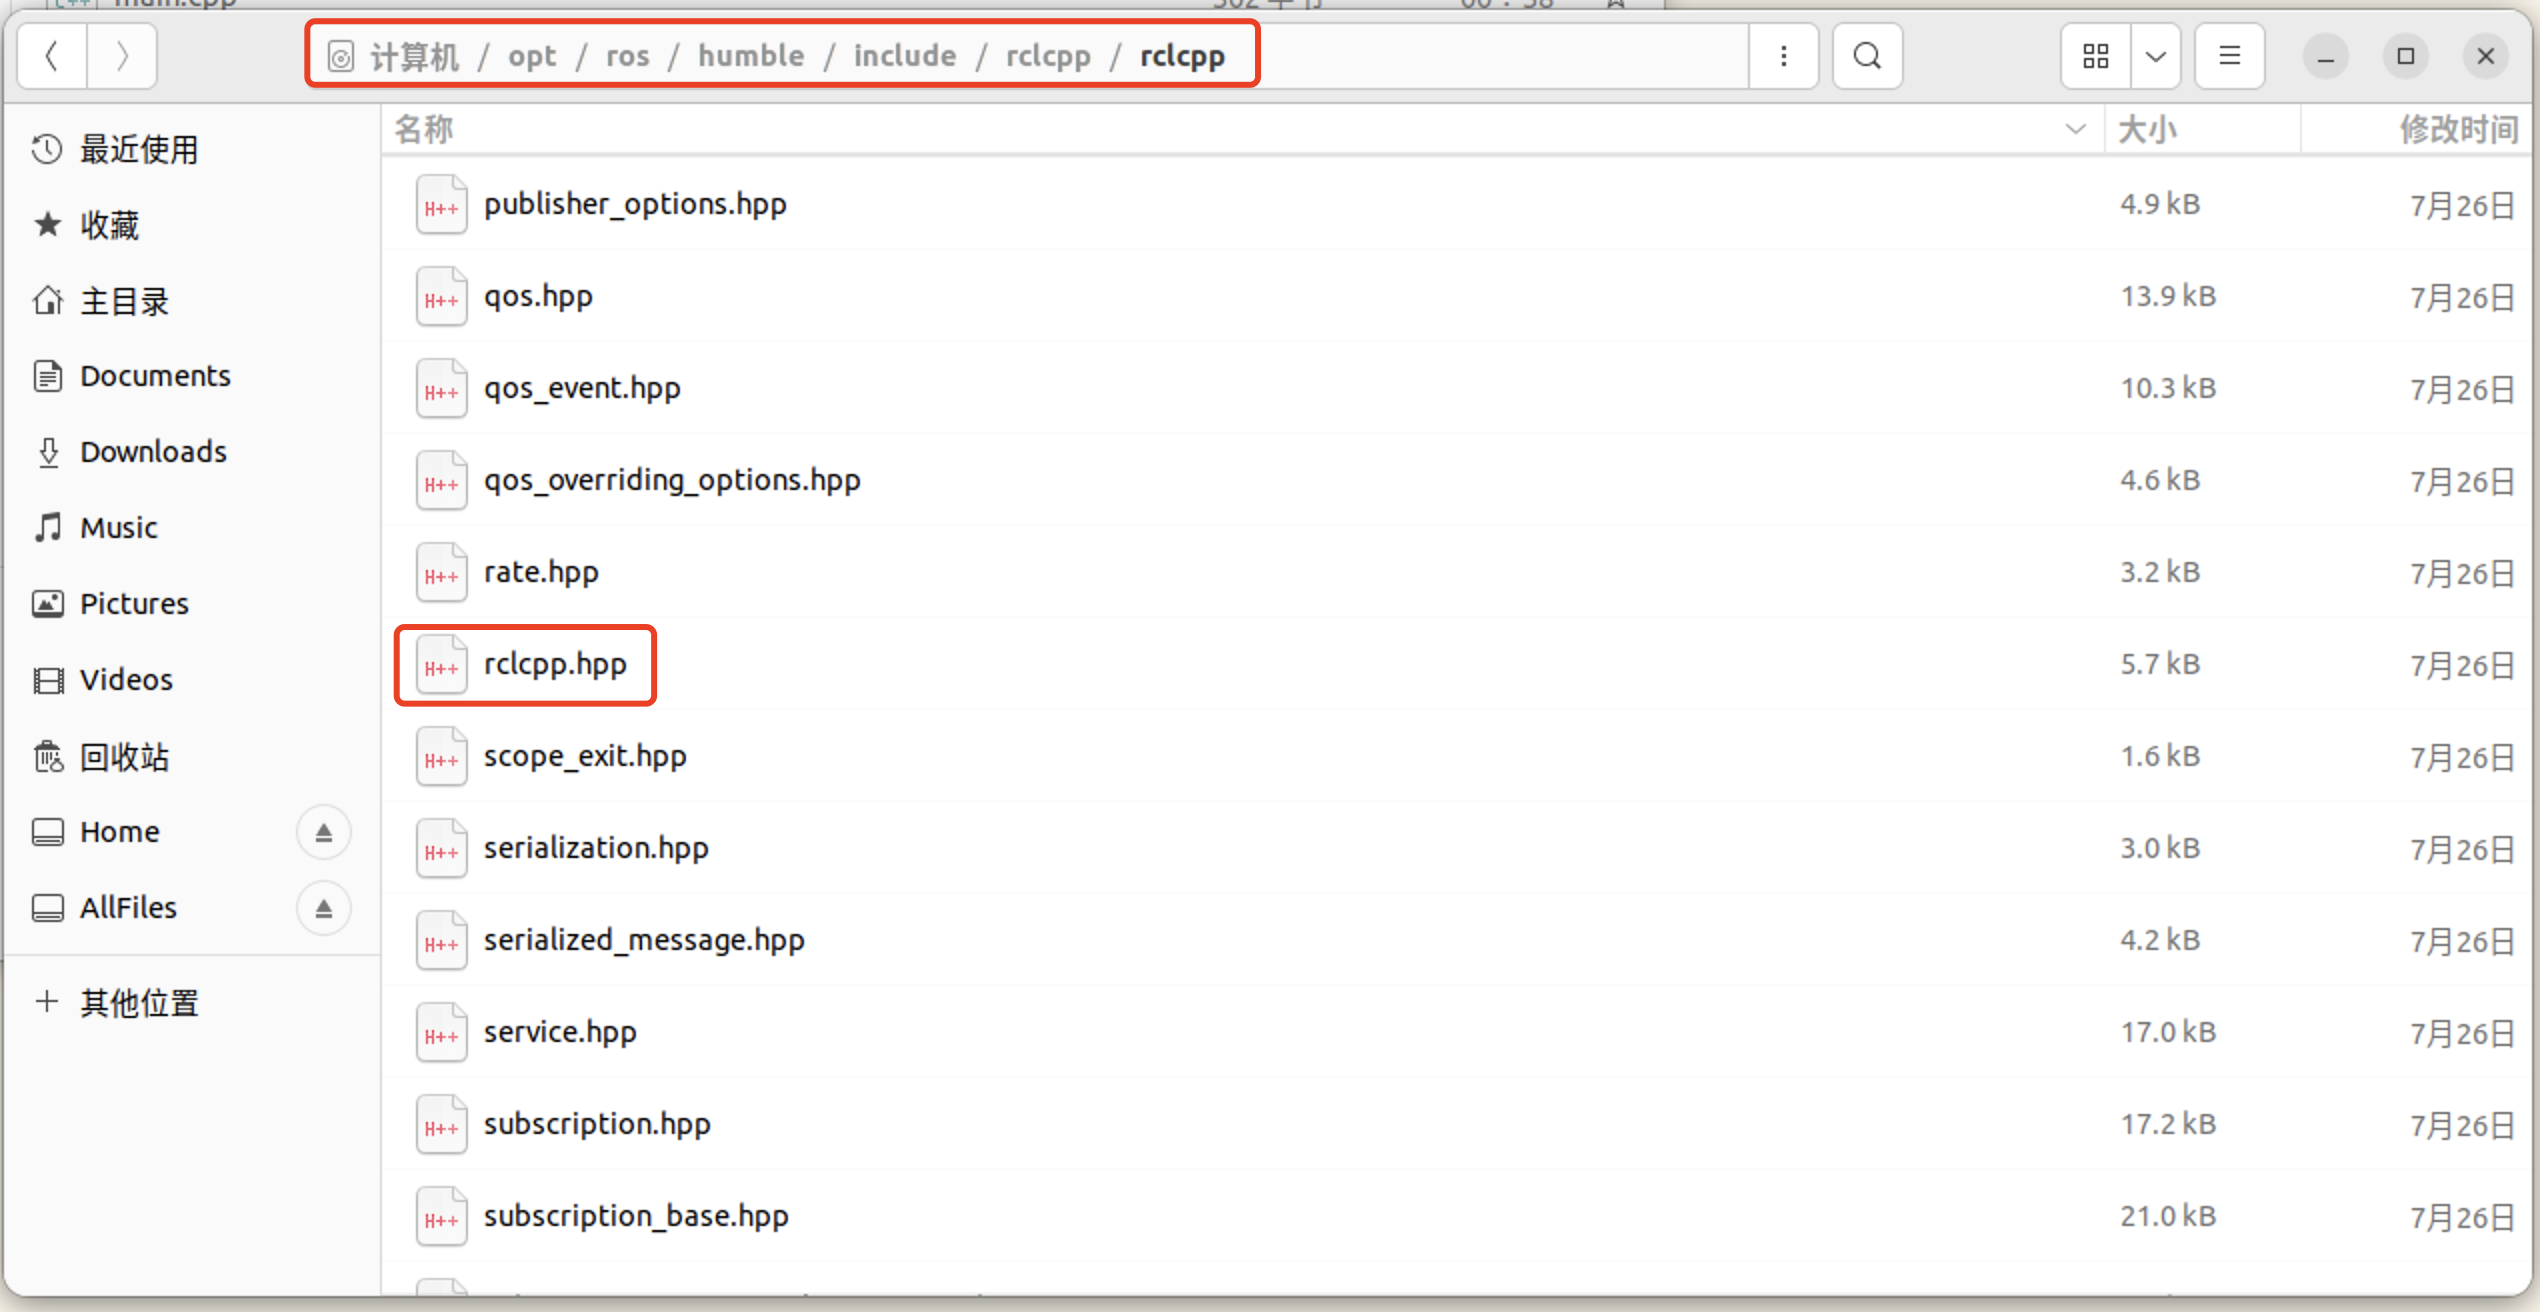 main.cpp
计算机 / opt / ros / humble / include / rclcpp / rclcpp
名称 大小 修改时间
最近使用
收藏
主目录
Documents
Downloads
Music
Pictures
Videos
回收站
Home
AllFiles
+ 其他位置
H++ publisher_options.hpp 4.9 kB 7月26日
H++ qos.hpp 13.9 kB 7月26日
H++ qos_event.hpp 10.3 kB 7月26日
H++ qos_overriding_options.hpp 4.6 kB 7月26日
H++ rate.hpp 3.2 kB 7月26日
H++ rclcpp.hpp 5.7 kB 7月26日
H++ scope_exit.hpp 1.6 kB 7月26日
H++ serialization.hpp 3.0 kB 7月26日
H++ serialized_message.hpp 4.2 kB 7月26日
H++ service.hpp 17.0 kB 7月26日
H++ subscription.hpp 17.2 kB 7月26日
H++ subscription_base.hpp 21.0 kB 7月26日